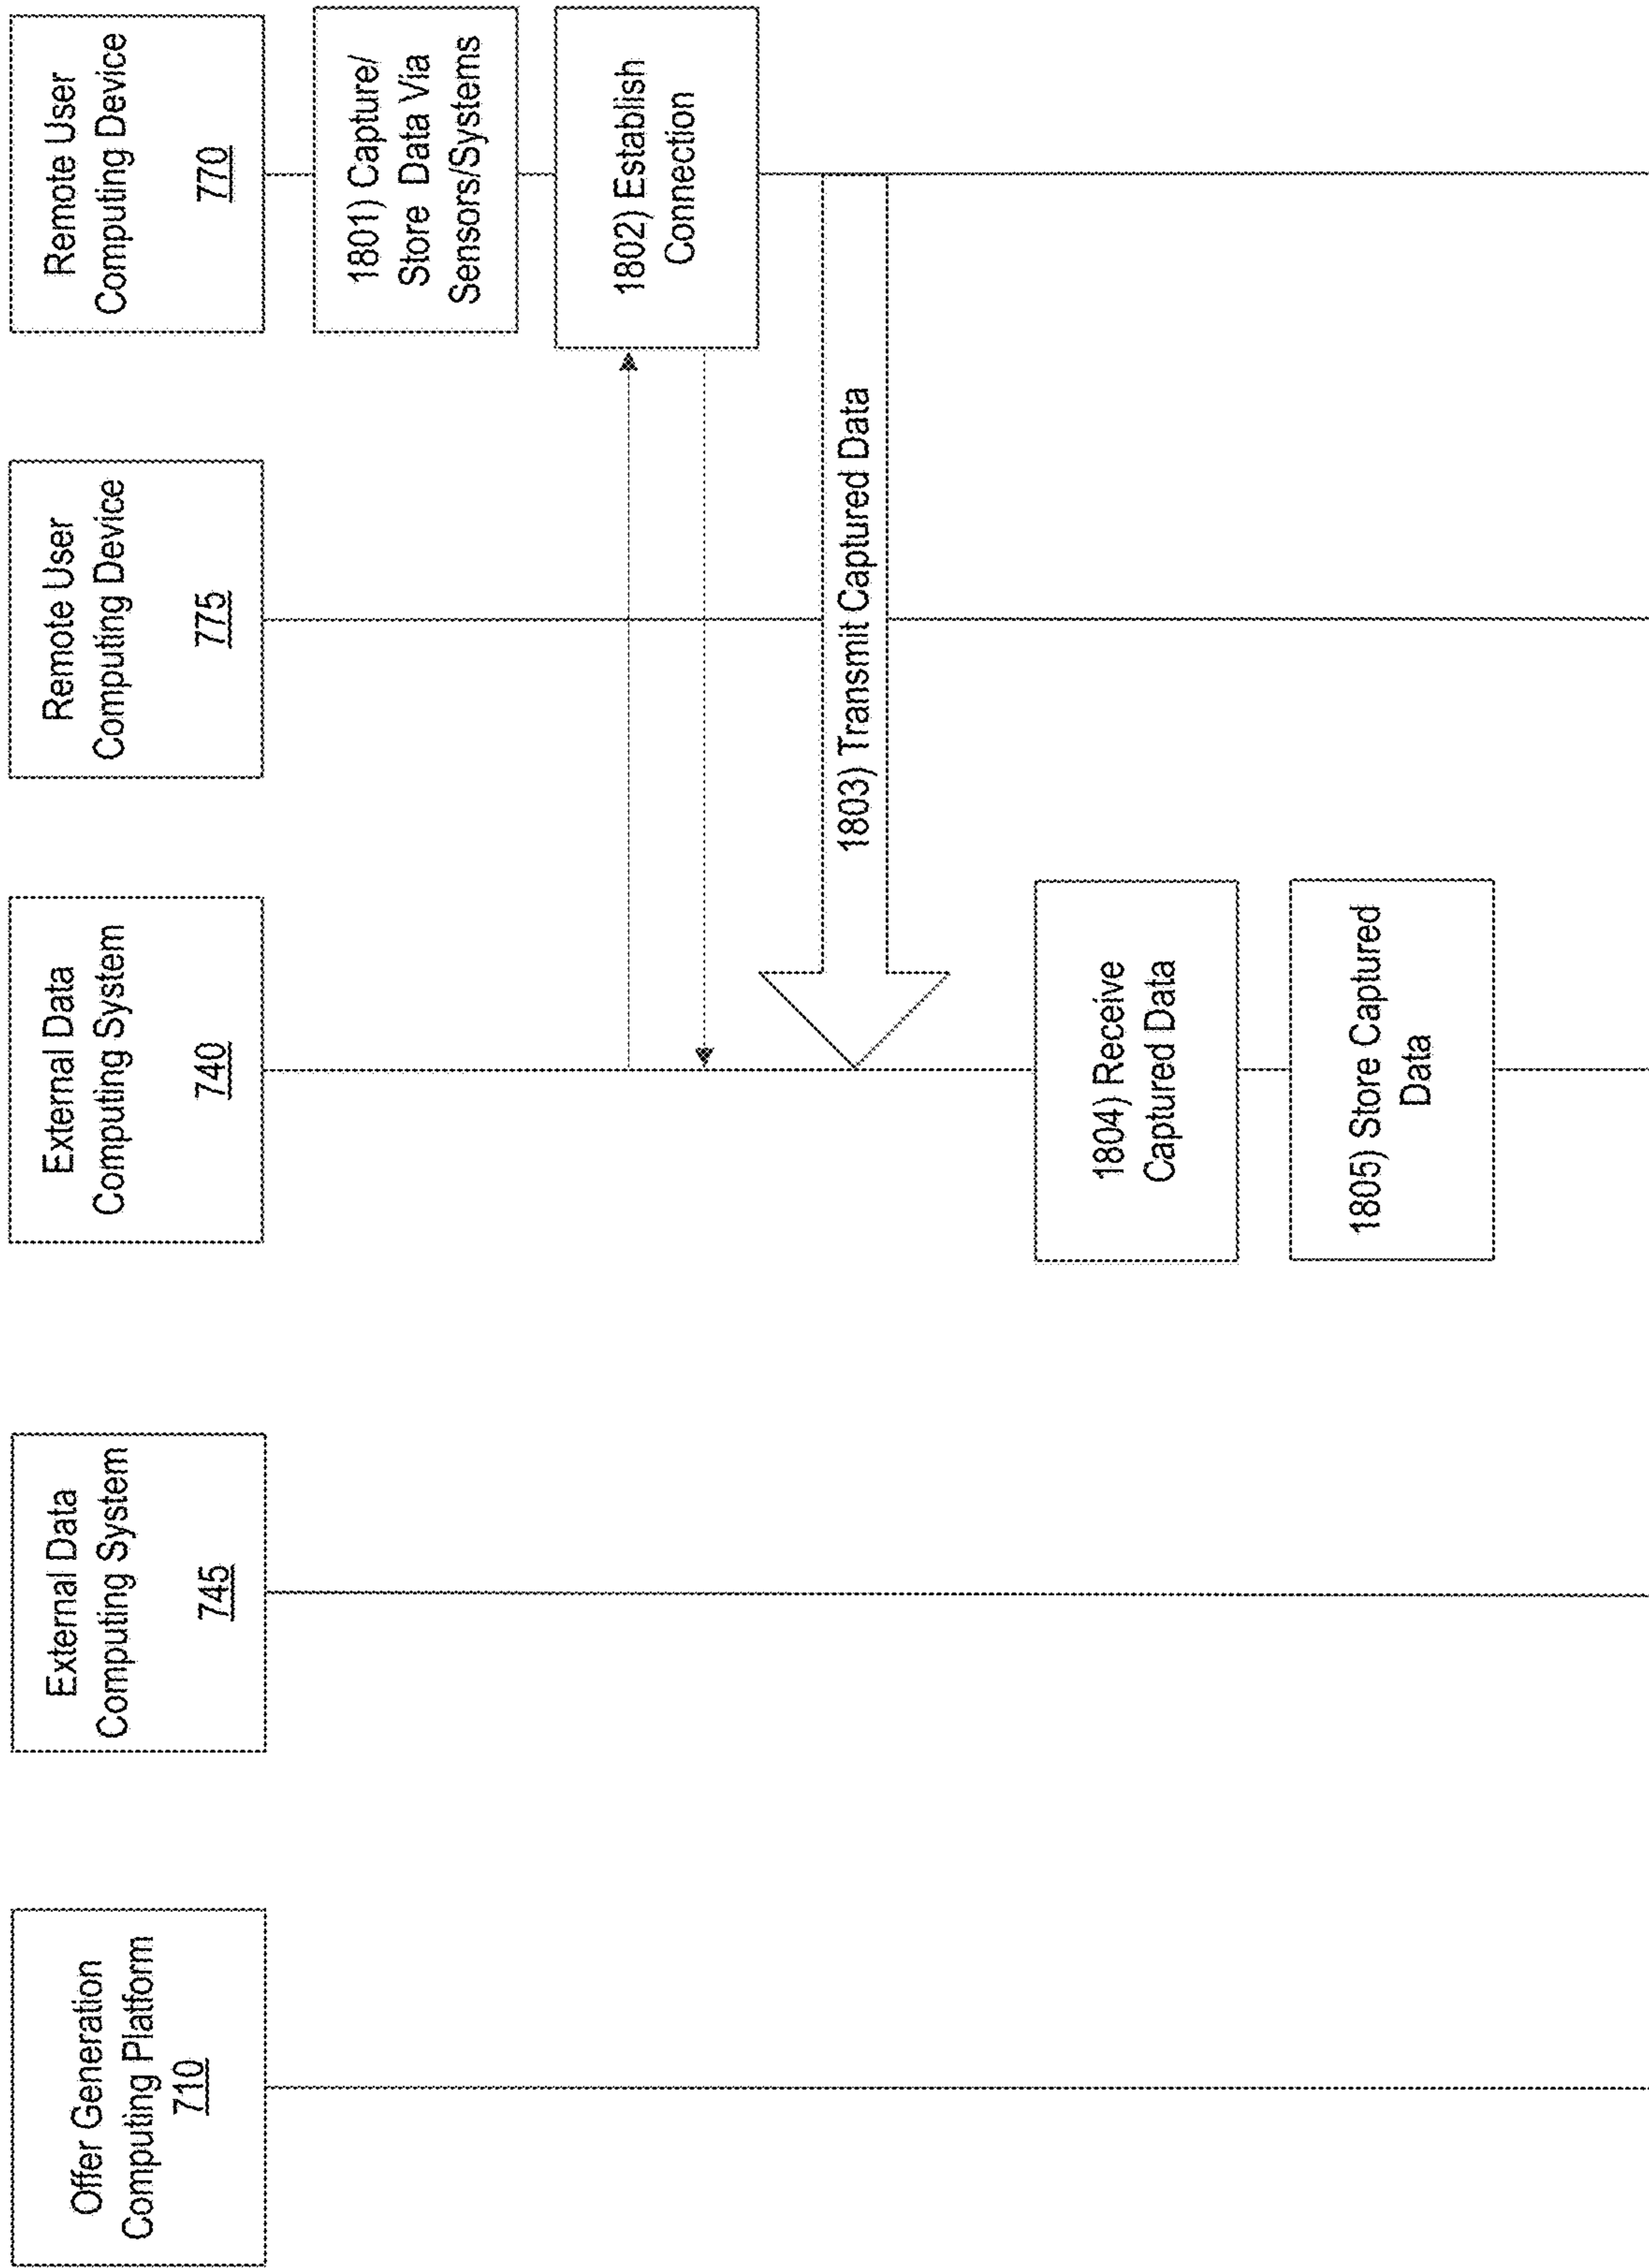 Offer Generation
Computing Platform
710
External Data
Computing System
745
External Data
Computing System
740
Remote User
Computing Device
775
Remote User
Computing Device
770
1801) Capture/
Store Data Via
Sensors/Systems
1802) Establish
Connection
1803) Transmit Captured Data
1804) Receive
Captured Data
1805) Store Captured
Data